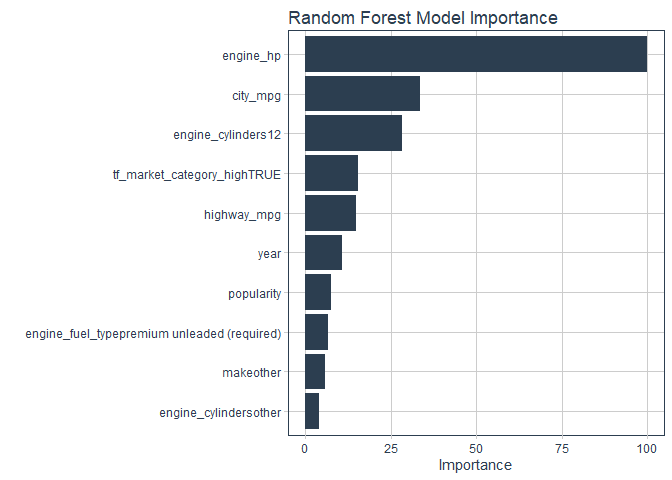 Random Forest Model Importance
engine_hp
city_mpg
engine_cylinders12
tf_market_category_highTRUE
highway_mpg
year
popularity
engine_fuel_typepremium unleaded (required)
makeother
engine_cylindersother
0 25 50 75 100
Importance